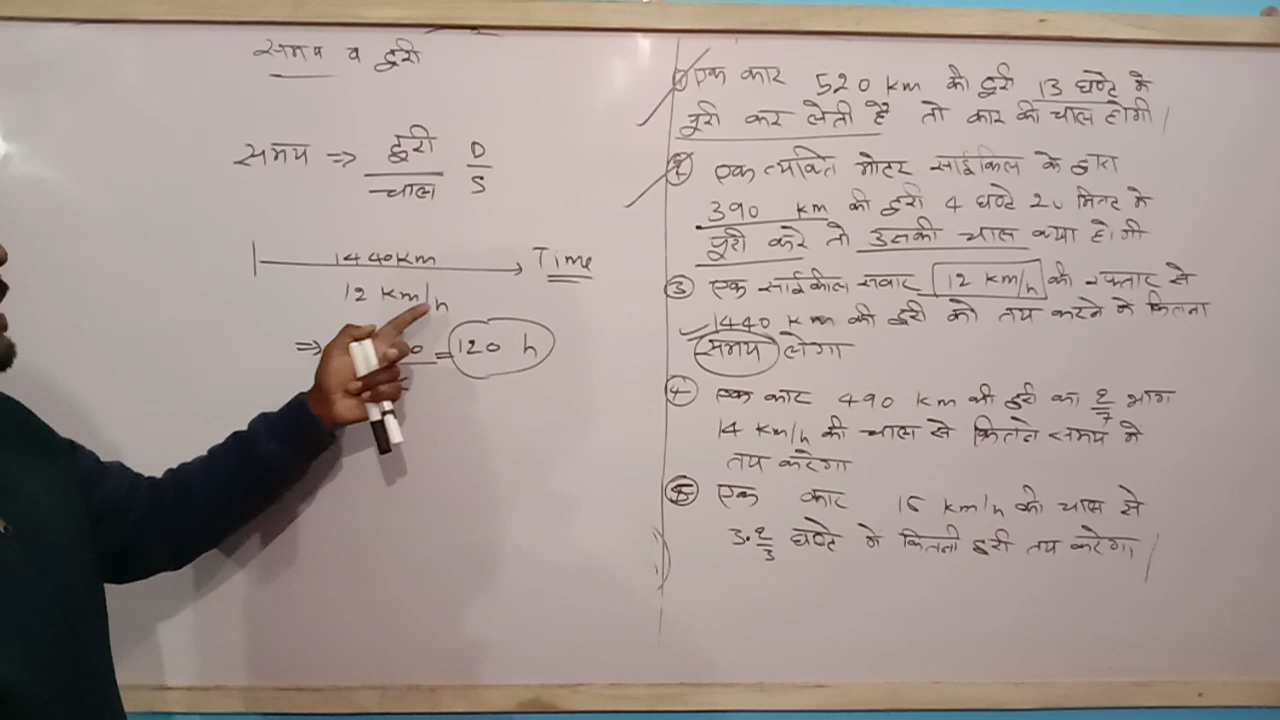 समय व दुरी
समय => दुरी/चाल D/S
1440km Time
12 km/h
=> 0 = 120 h
① एक कार 520 km की दुरी 13 घण्टे में
पूरी कर लेती है तो कार की चाल होगी।
② एक व्यक्ति मोटर साईकिल के द्वारा
390 km की दुरी 4 घण्टे 20 मिनट में
पूरी करे तो उसकी चाल क्या होगी
③ एक साईकील सवार 12 km/h की रफ्तार से
1440 km की दुरी को तय करने में कितना
समय लेगा
④ एक कार 490 km की दुरी का 2/7 भाग
14 km/h की चाल से कितने समय में
तय करेगा
⑤ एक कार km/h की चाल से
3.2/3 घण्टे में कितनी दुरी तय करेगा।